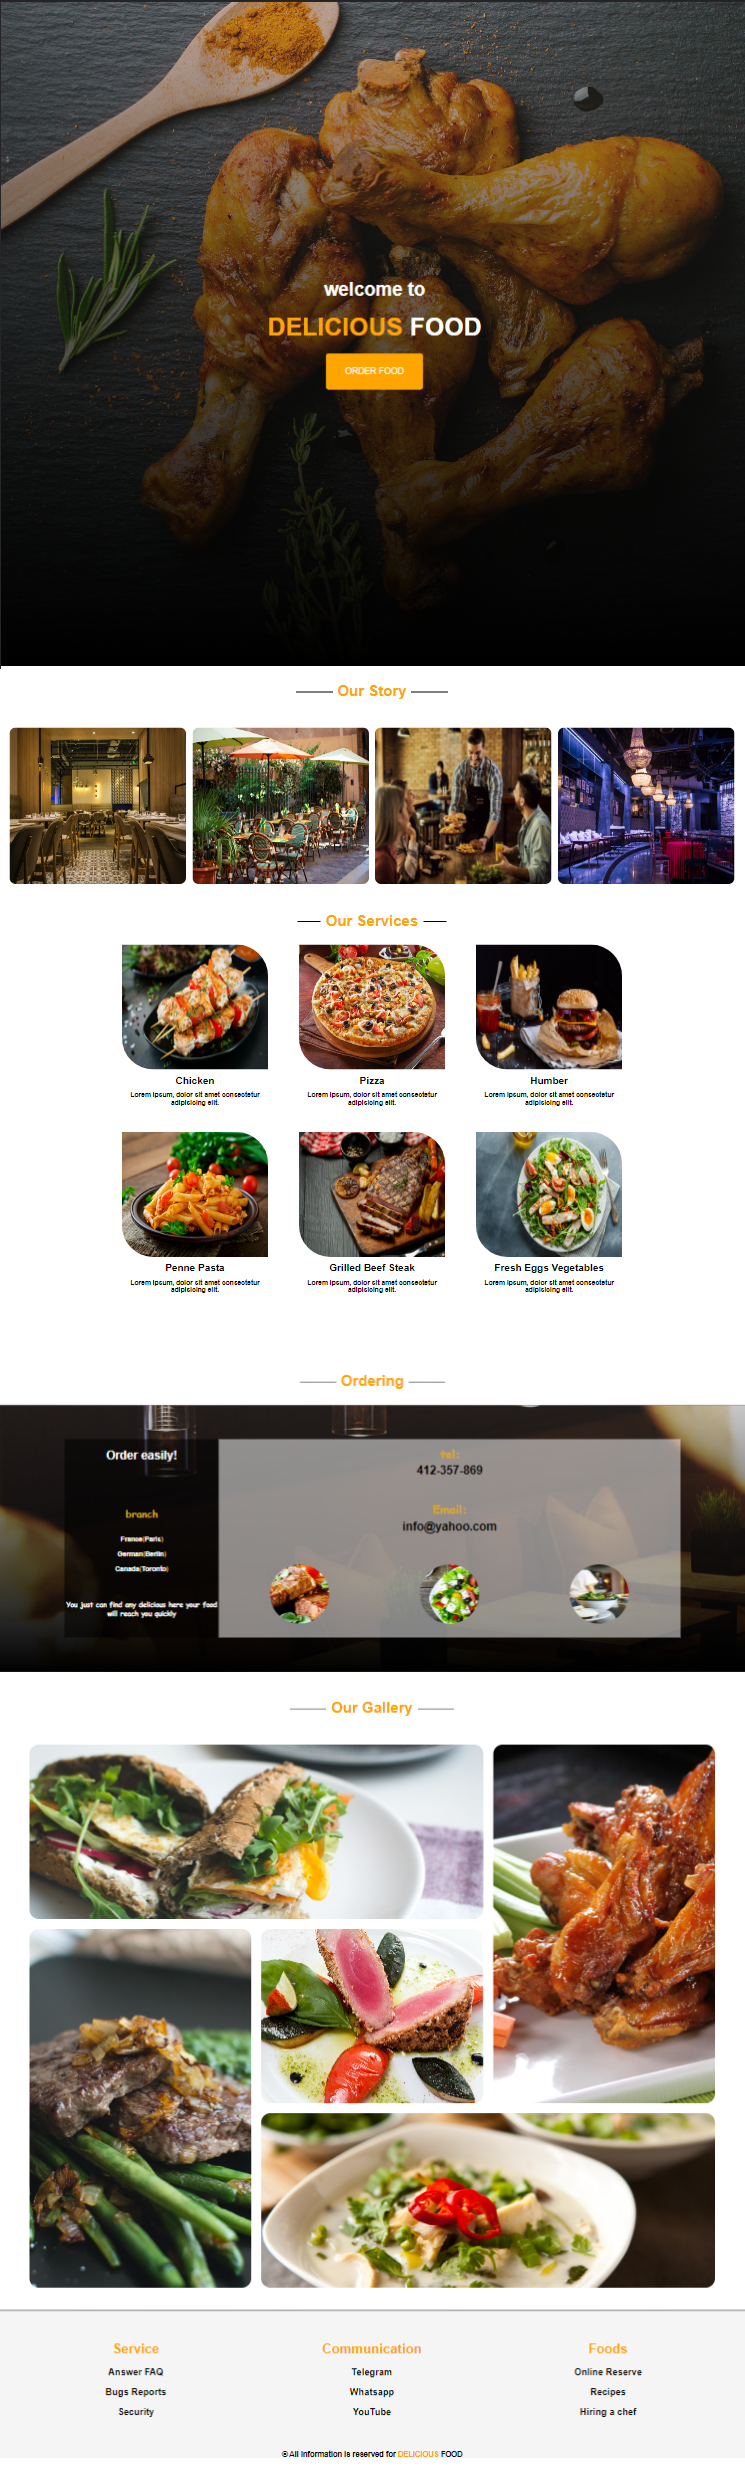 welcome to
DELICIOUS FOOD
ORDER FOOD
Our Story
Our Services
Chicken
Lorem ipsum, dolor sit amet consectetur
adipisicing elit.
Pizza
Lorem ipsum, dolor sit amet consectetur
adipisicing elit.
Humber
Lorem ipsum, dolor sit amet consectetur
adipisicing elit.
Penne Pasta
Lorem ipsum, dolor sit amet consectetur
adipisicing elit.
Grilled Beef Steak
Lorem ipsum, dolor sit amet consectetur
adipisicing elit.
Fresh Eggs Vegetables
Lorem ipsum, dolor sit amet consectetur
adipisicing elit.
Ordering
Order easily!
branch
France(Paris)
German(Berlin)
Canada(Toronto)
You just can find any delicious here your food
will reach you quickly
tel:
412-357-869
Email:
info@yahoo.com
Our Gallery
Service
Answer FAQ
Bugs Reports
Security
Communication
Telegram
Whatsapp
YouTube
Foods
Online Reserve
Recipes
Hiring a chef
© All information is reserved for DELICIOUS FOOD